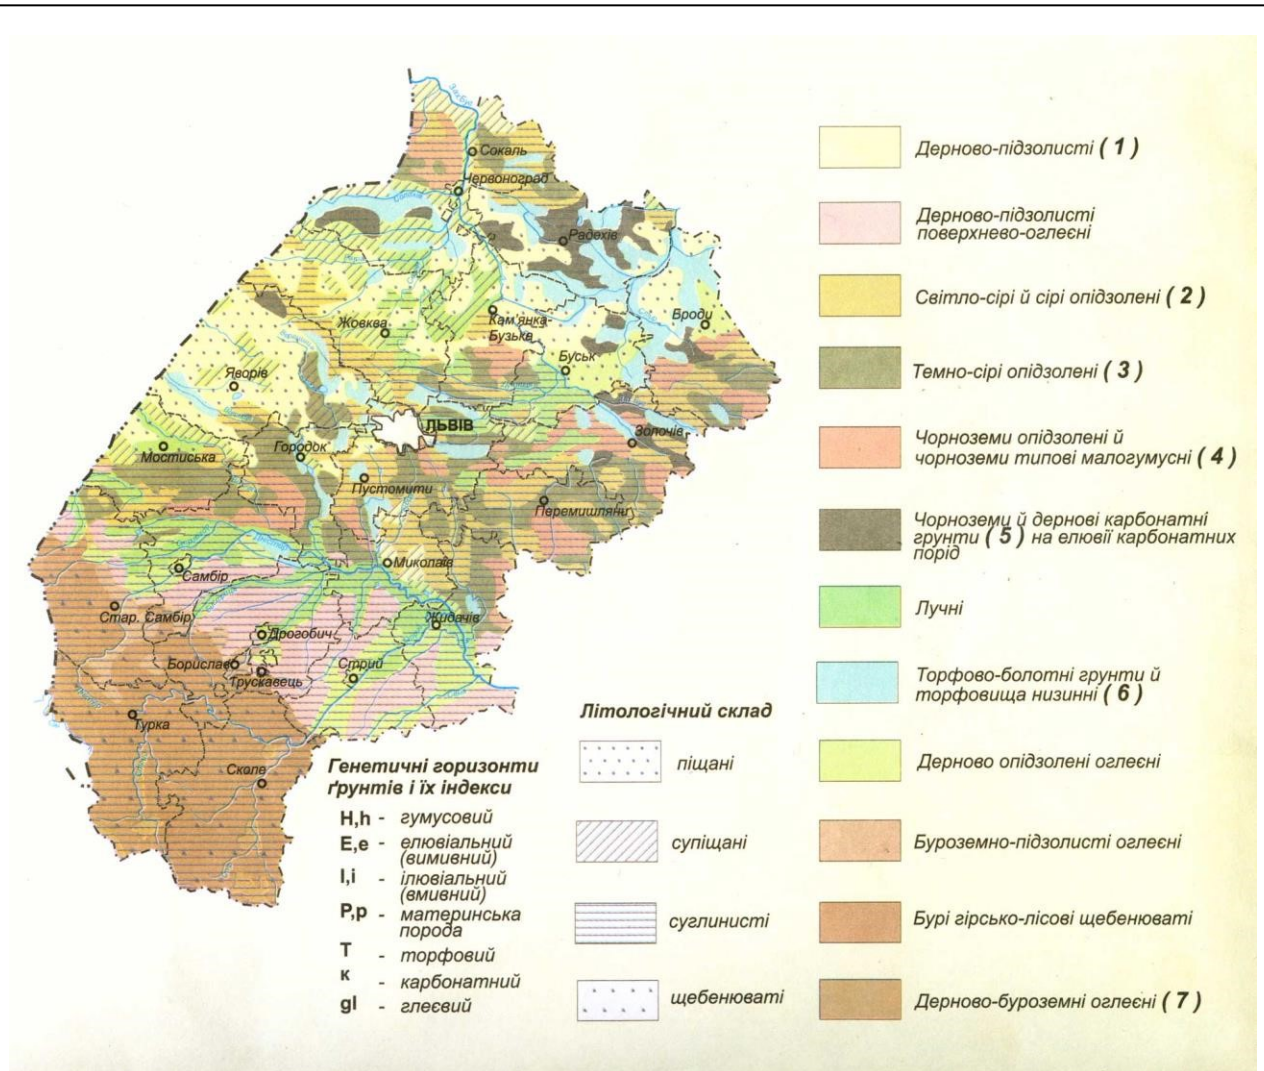 Зах.Буг
Сокаль
Червоноград
Радехів
Броди
Кам'янка
Бузька
Жовква
Буськ
Яворів
ЛЬВІВ
Золочів
Городок
Мостиська
Пустомити
Перемишляни
Миколаїв
Самбір
Стар. Самбір
Жидачів
Дрогобич
Борислав
Трускавець
Стрий
Турка
Сколе
Генетичні горизонти
ґрунтів і їх індекси
H,h - гумусовий
E,e - елювіальний
(вимивний)
I,i - ілювіальний
(вмивний)
P,p - материнська
порода
T - торфовий
к - карбонатний
gl - глеєвий
Літологічний склад
піщані
супіщані
суглинисті
щебенюваті
Дерново-підзолисті ( 1 )
Дерново-підзолисті
поверхнево-оглеєні
Світло-сірі й сірі опідзолені ( 2 )
Темно-сірі опідзолені ( 3 )
Чорноземи опідзолені й
чорноземи типові малогумусні ( 4 )
Чорноземи й дернові карбонатні
грунти ( 5 ) на елювії карбонатних
порід
Лучні
Торфово-болотні грунти й
торфовища низинні ( 6 )
Дерново опідзолені оглеєні
Буроземно-підзолисті оглеєні
Бурі гірсько-лісові щебенюваті
Дерново-буроземні оглеєні ( 7 )